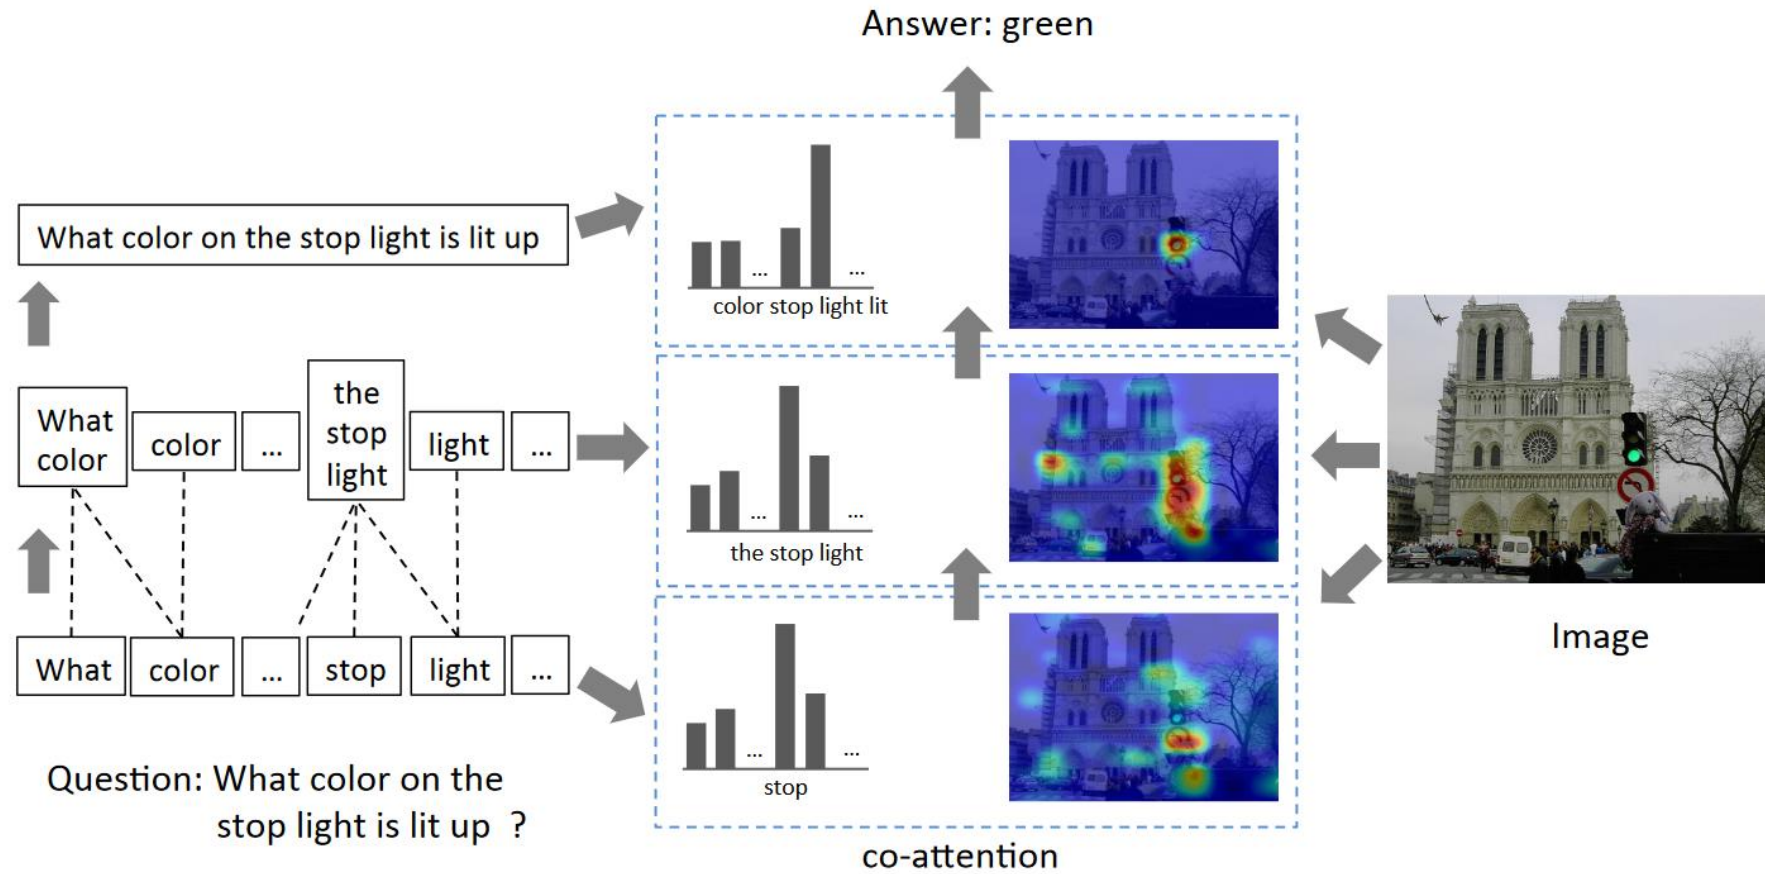 Answer: green
What color on the stop light is lit up
...
...
color stop light lit
What
color
color
...
the
stop
light
light
...
...
...
the stop light
What
color
...
stop
light
...
...
...
stop
Image
Question: What color on the
stop light is lit up ?
co-attention